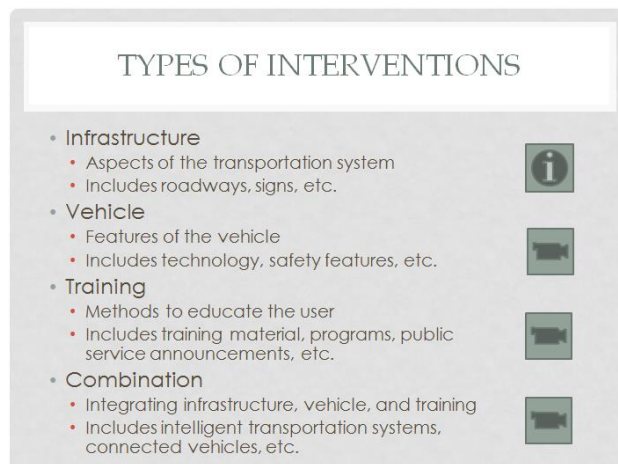 TYPES OF INTERVENTIONS
• Infrastructure
• Aspects of the transportation system
• Includes roadways, signs, etc.
• Vehicle
• Features of the vehicle
• Includes technology, safety features, etc.
• Training
• Methods to educate the user
• Includes training material, programs, public
service announcements, etc.
• Combination
• Integrating infrastructure, vehicle, and training
• Includes intelligent transportation systems,
connected vehicles, etc.